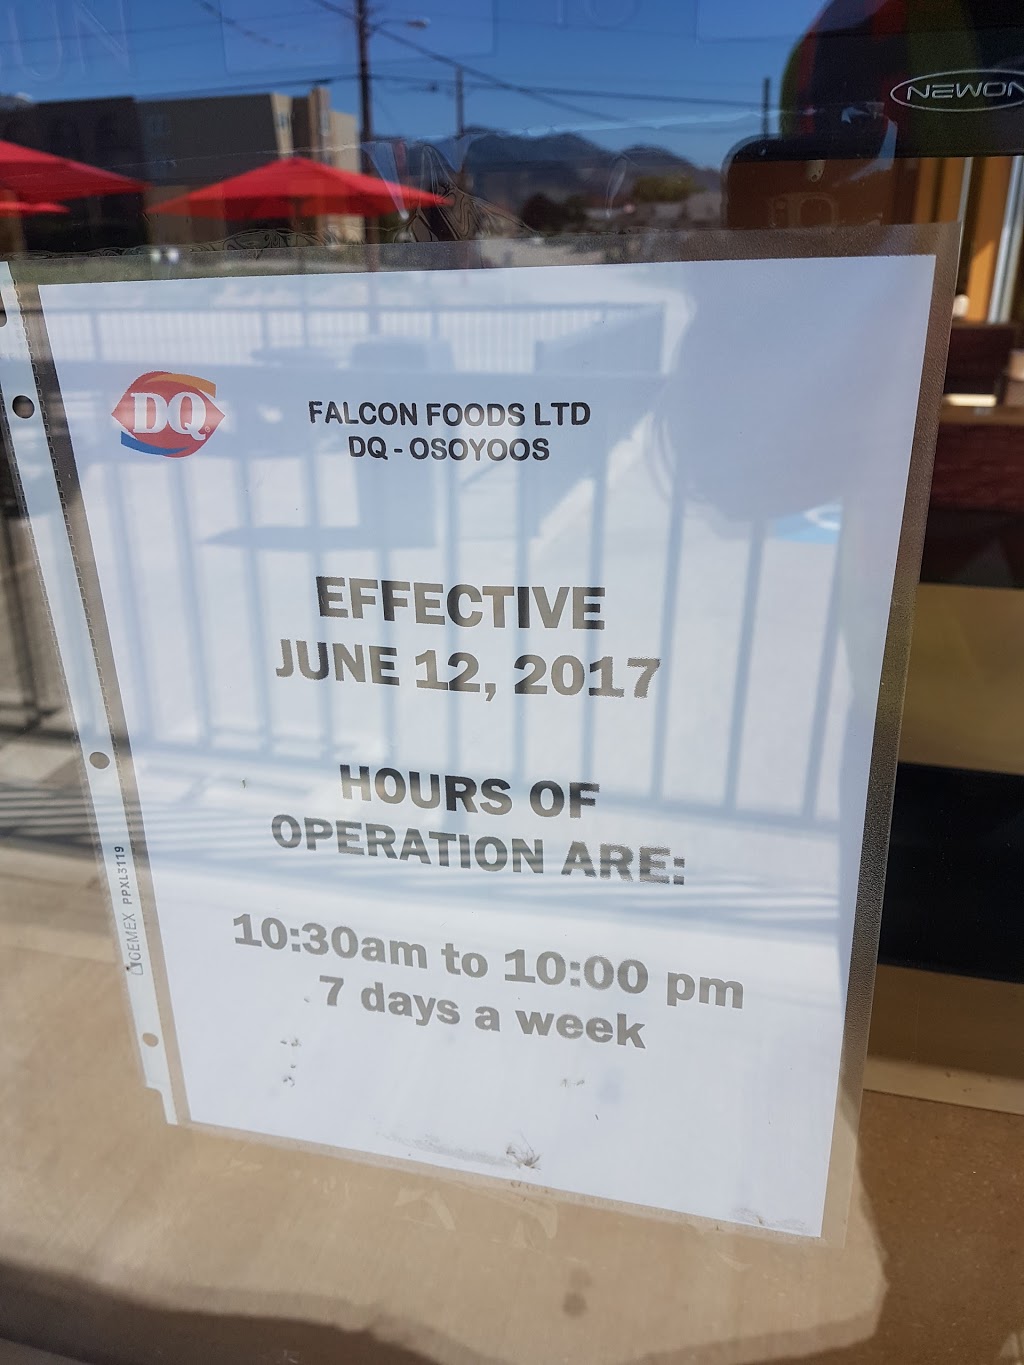 NEWON
DQ
FALCON FOODS LTD
DQ - OSOYOOS
EFFECTIVE
JUNE 12, 2017
HOURS OF
OPERATION ARE:
10:30am to 10:00 pm
7 days a week
GEMEX PPXL3119